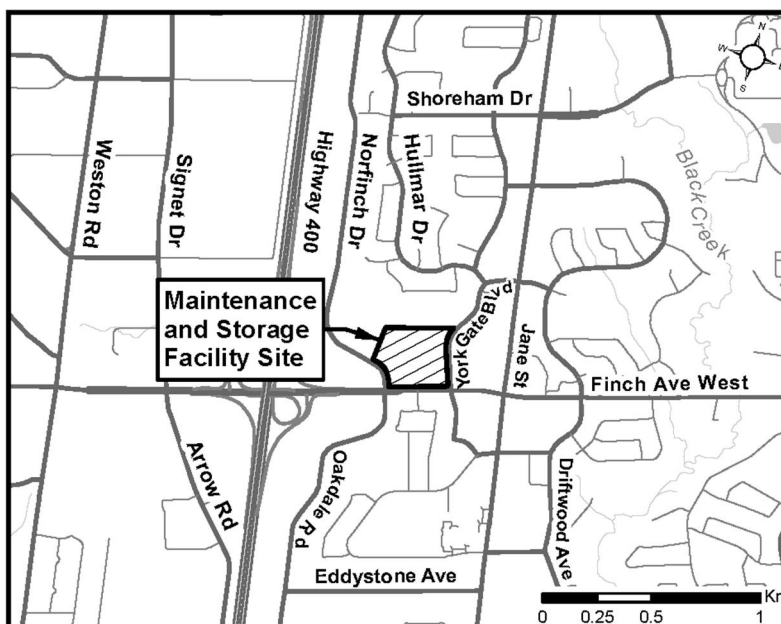 N
W
E
S
Shoreham Dr
Weston Rd
Signet Dr
Highway 400
Norfinch Dr
Hullmar Dr
Black Creek
Maintenance
and Storage
Facility Site
York Gate Blvd
Jane St
Finch Ave West
Arrow Rd
Oakdale Rd
Driftwood Ave
Eddystone Ave
Km
0 0.25 0.5 1